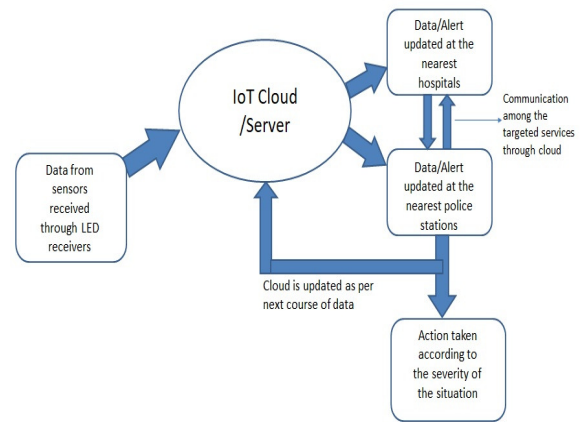 Data/Alert
updated at the
nearest
hospitals
IoT Cloud
/Server
Communication
among the
targeted services
through cloud
Data from
sensors
received
through LED
receivers
Data/Alert
updated at the
nearest police
stations
Cloud is updated as per
next course of data
Action taken
according to
the severity of
the situation